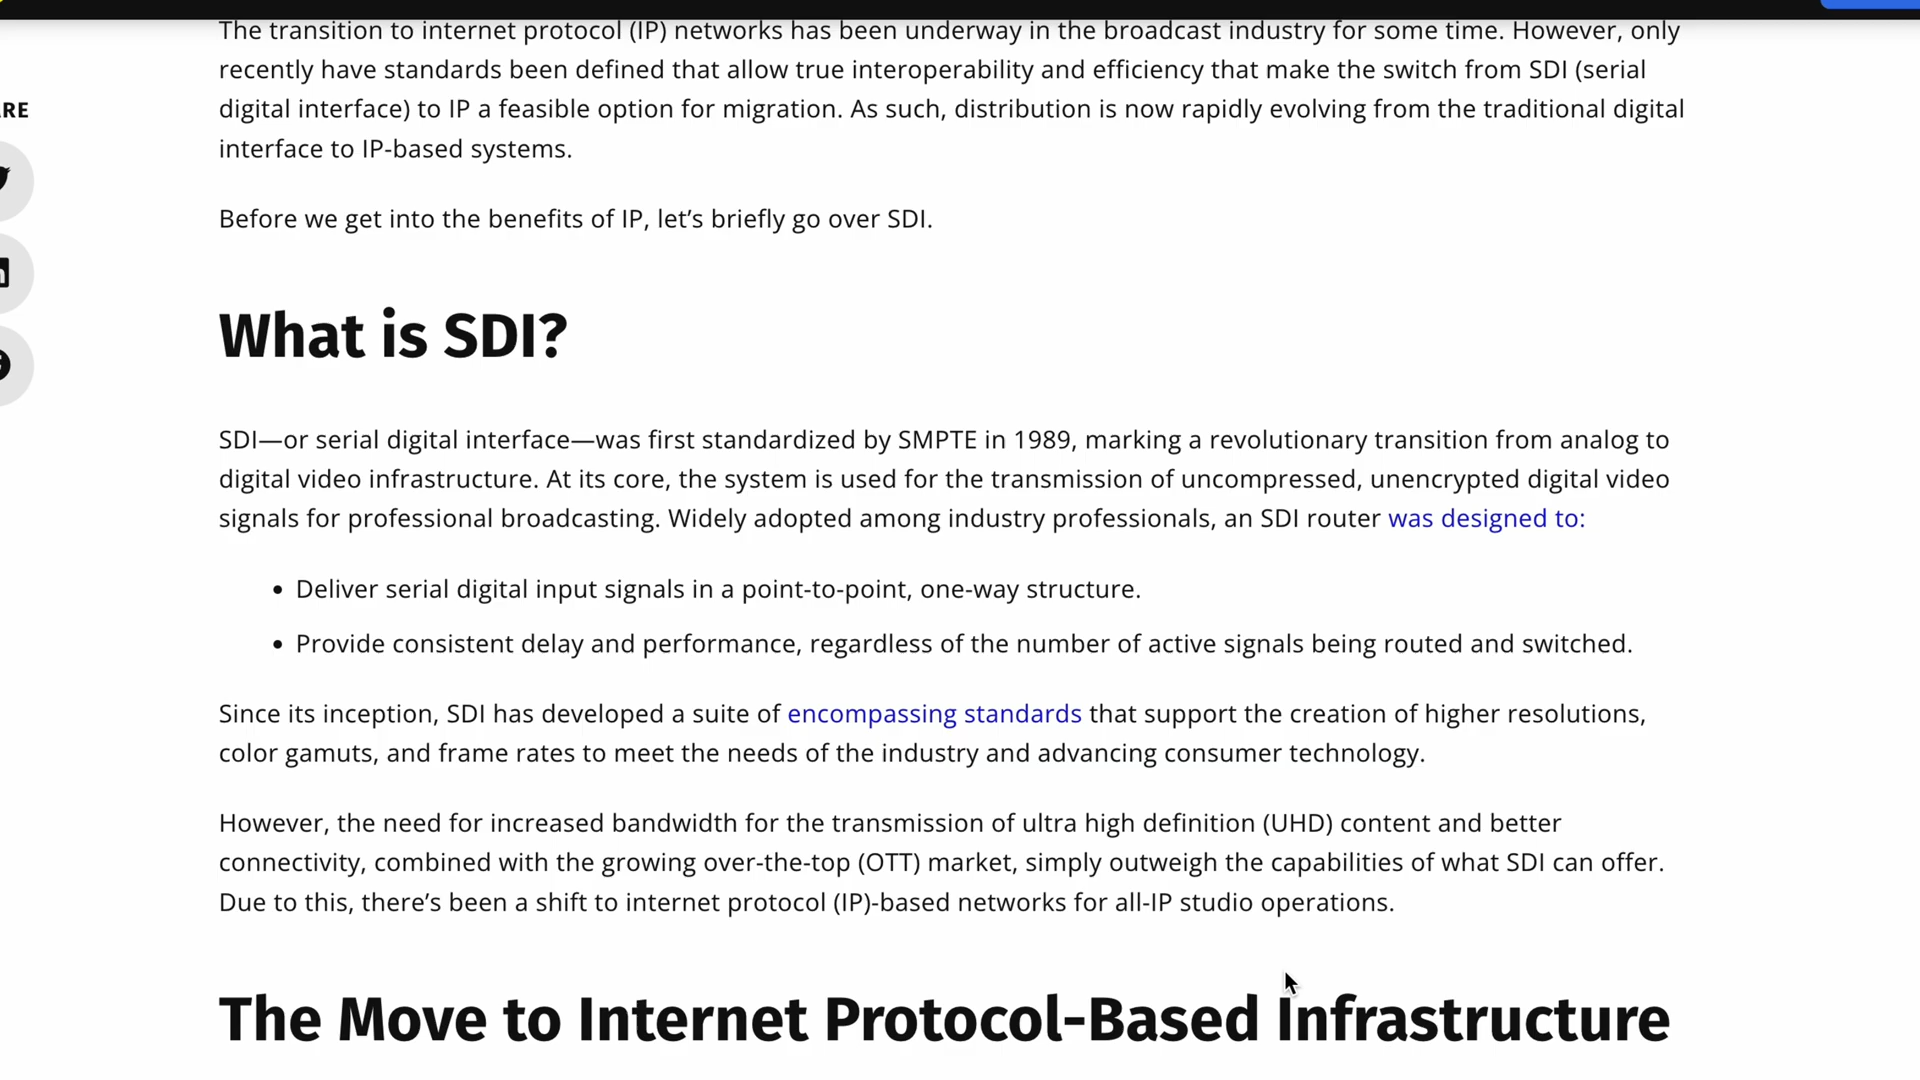 The transition to internet protocol (IP) networks has been underway in the broadcast industry for some time. However, only
recently have standards been defined that allow true interoperability and efficiency that make the switch from SDI (serial
ARE
digital interface) to IP a feasible option for migration. As such, distribution is now rapidly evolving from the traditional digital
interface to IP-based systems.
Before we get into the benefits of IP, let’s briefly go over SDI.
What is SDI?
SDI—or serial digital interface—was first standardized by SMPTE in 1989, marking a revolutionary transition from analog to
digital video infrastructure. At its core, the system is used for the transmission of uncompressed, unencrypted digital video
signals for professional broadcasting. Widely adopted among industry professionals, an SDI router was designed to:
• Deliver serial digital input signals in a point-to-point, one-way structure.
• Provide consistent delay and performance, regardless of the number of active signals being routed and switched.
Since its inception, SDI has developed a suite of encompassing standards that support the creation of higher resolutions,
color gamuts, and frame rates to meet the needs of the industry and advancing consumer technology.
However, the need for increased bandwidth for the transmission of ultra high definition (UHD) content and better
connectivity, combined with the growing over-the-top (OTT) market, simply outweigh the capabilities of what SDI can offer.
Due to this, there’s been a shift to internet protocol (IP)-based networks for all-IP studio operations.
The Move to Internet Protocol-Based Infrastructure